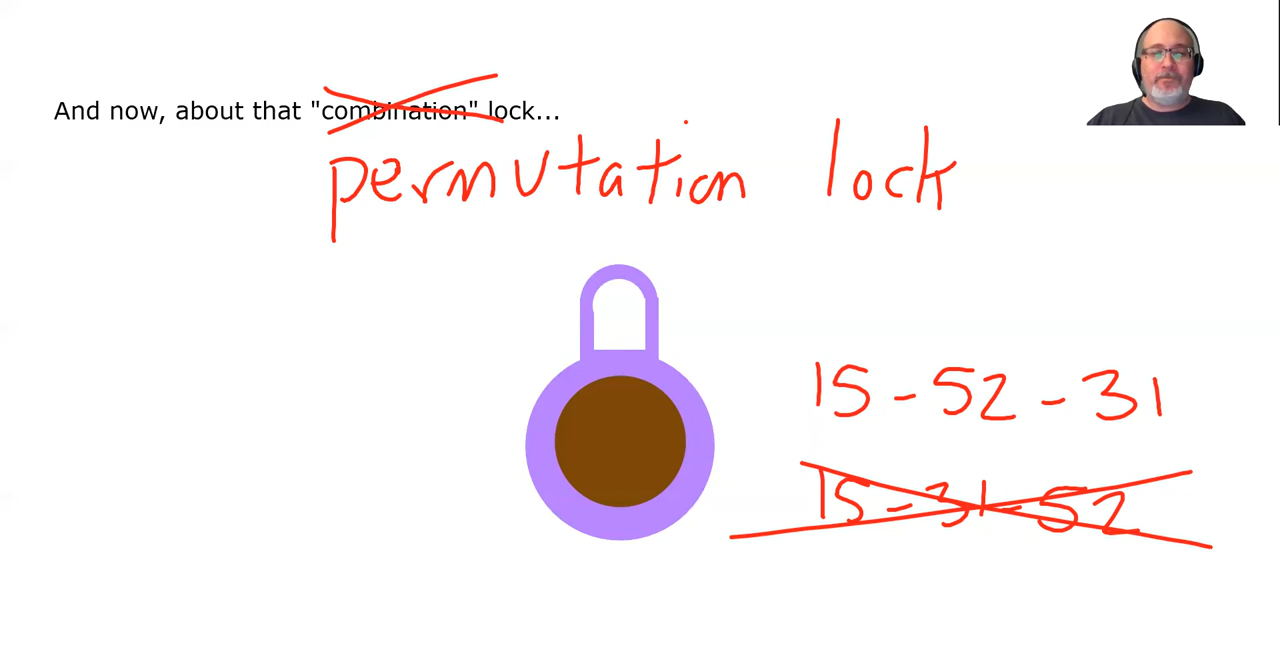 And now, about that "combination" lock...
permutation lock
15-52-31
15-31-52